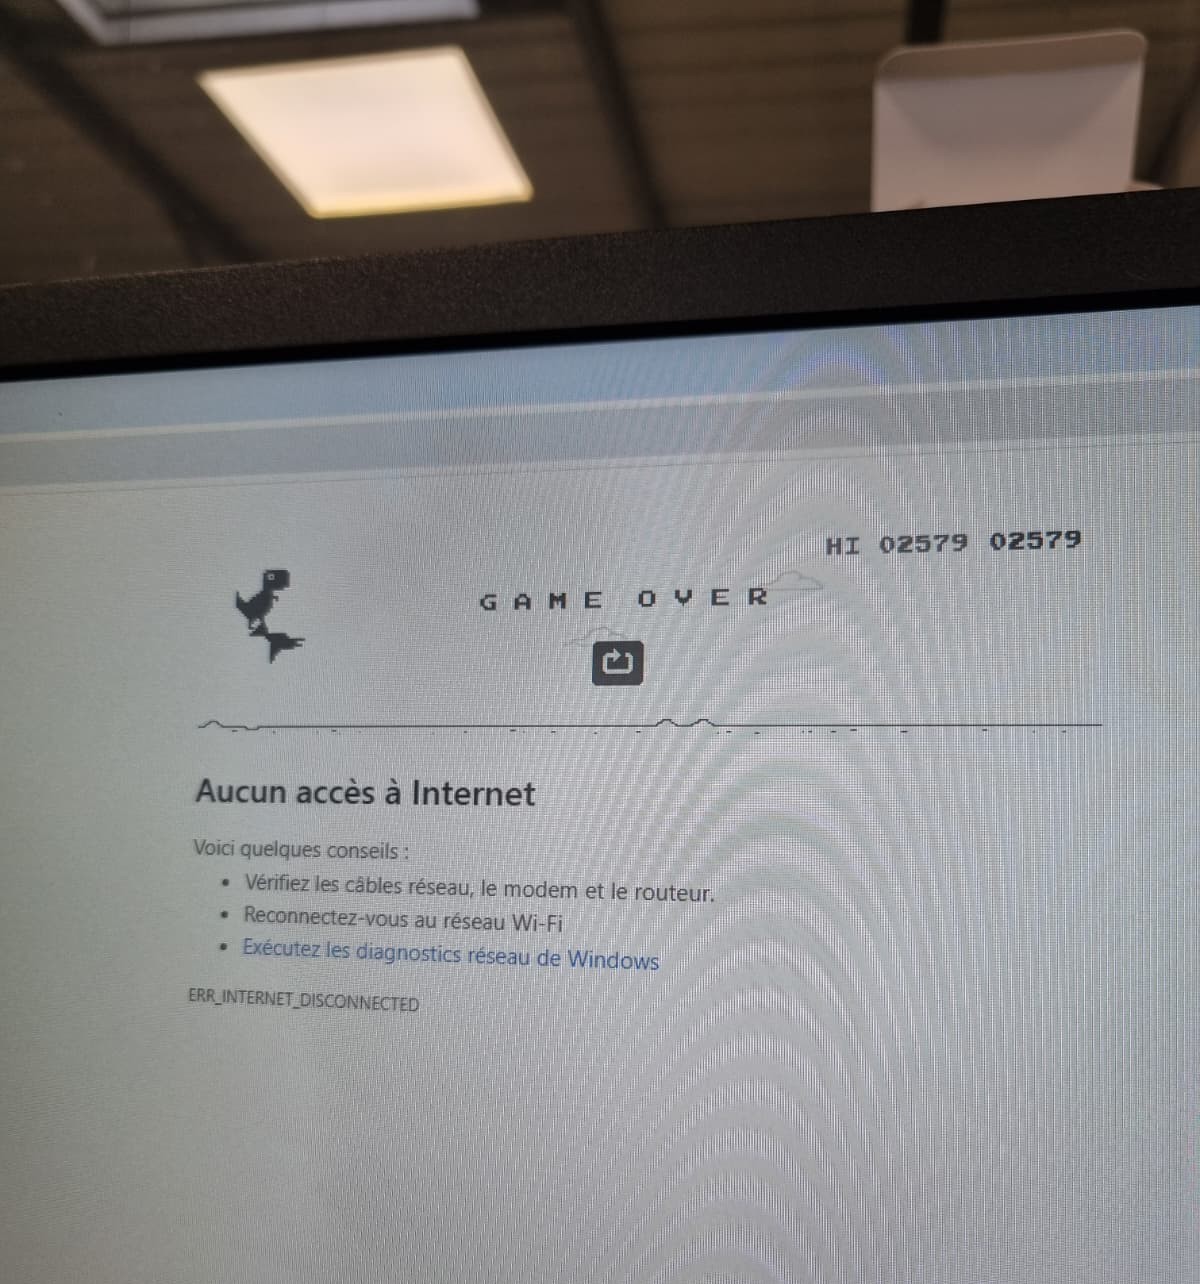 HI 02579 02579
GAME OVER
Aucun accès à Internet
Voici quelques conseils :
• Vérifiez les câbles réseau, le modem et le routeur.
• Reconnectez-vous au réseau Wi-Fi
• Exécutez les diagnostics réseau de Windows
ERR_INTERNET_DISCONNECTED